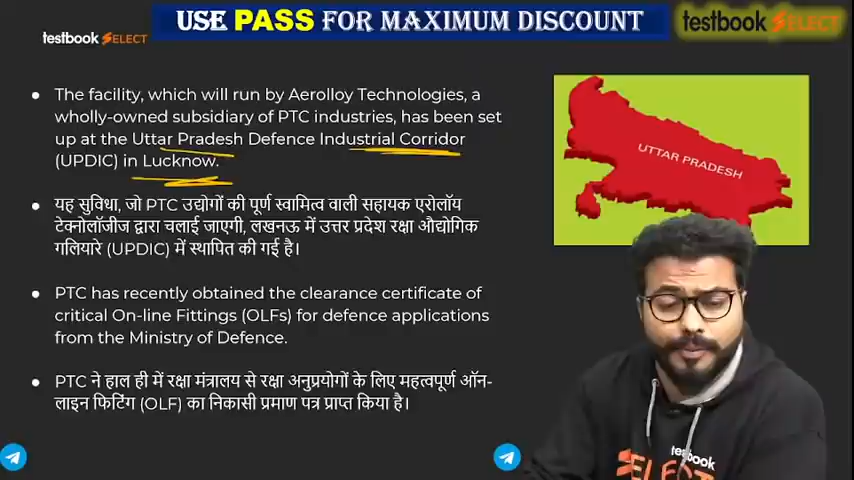 USE PASS FOR MAXIMUM DISCOUNT
testbook SELECT
testbook SELECT
The facility, which will run by Aerolloy Technologies, a
wholly-owned subsidiary of PTC industries, has been set
up at the Uttar Pradesh Defence Industrial Corridor
(UPDIC) in Lucknow.
यह सुविधा, जो PTC उद्योगों की पूर्ण स्वामित्व वाली सहायक एरोलॉय
टेक्नोलॉजीज द्वारा चलाई जाएगी, लखनऊ में उत्तर प्रदेश रक्षा औद्योगिक
गलियारे (UPDIC) में स्थापित की गई है।
PTC has recently obtained the clearance certificate of
critical On-line Fittings (OLFs) for defence applications
from the Ministry of Defence.
PTC ने हाल ही में रक्षा मंत्रालय से रक्षा अनुप्रयोगों के लिए महत्वपूर्ण ऑन-
लाइन फिटिंग (OLF) का निकासी प्रमाण पत्र प्राप्त किया है।
UTTAR PRADESH
testbook
SELECT